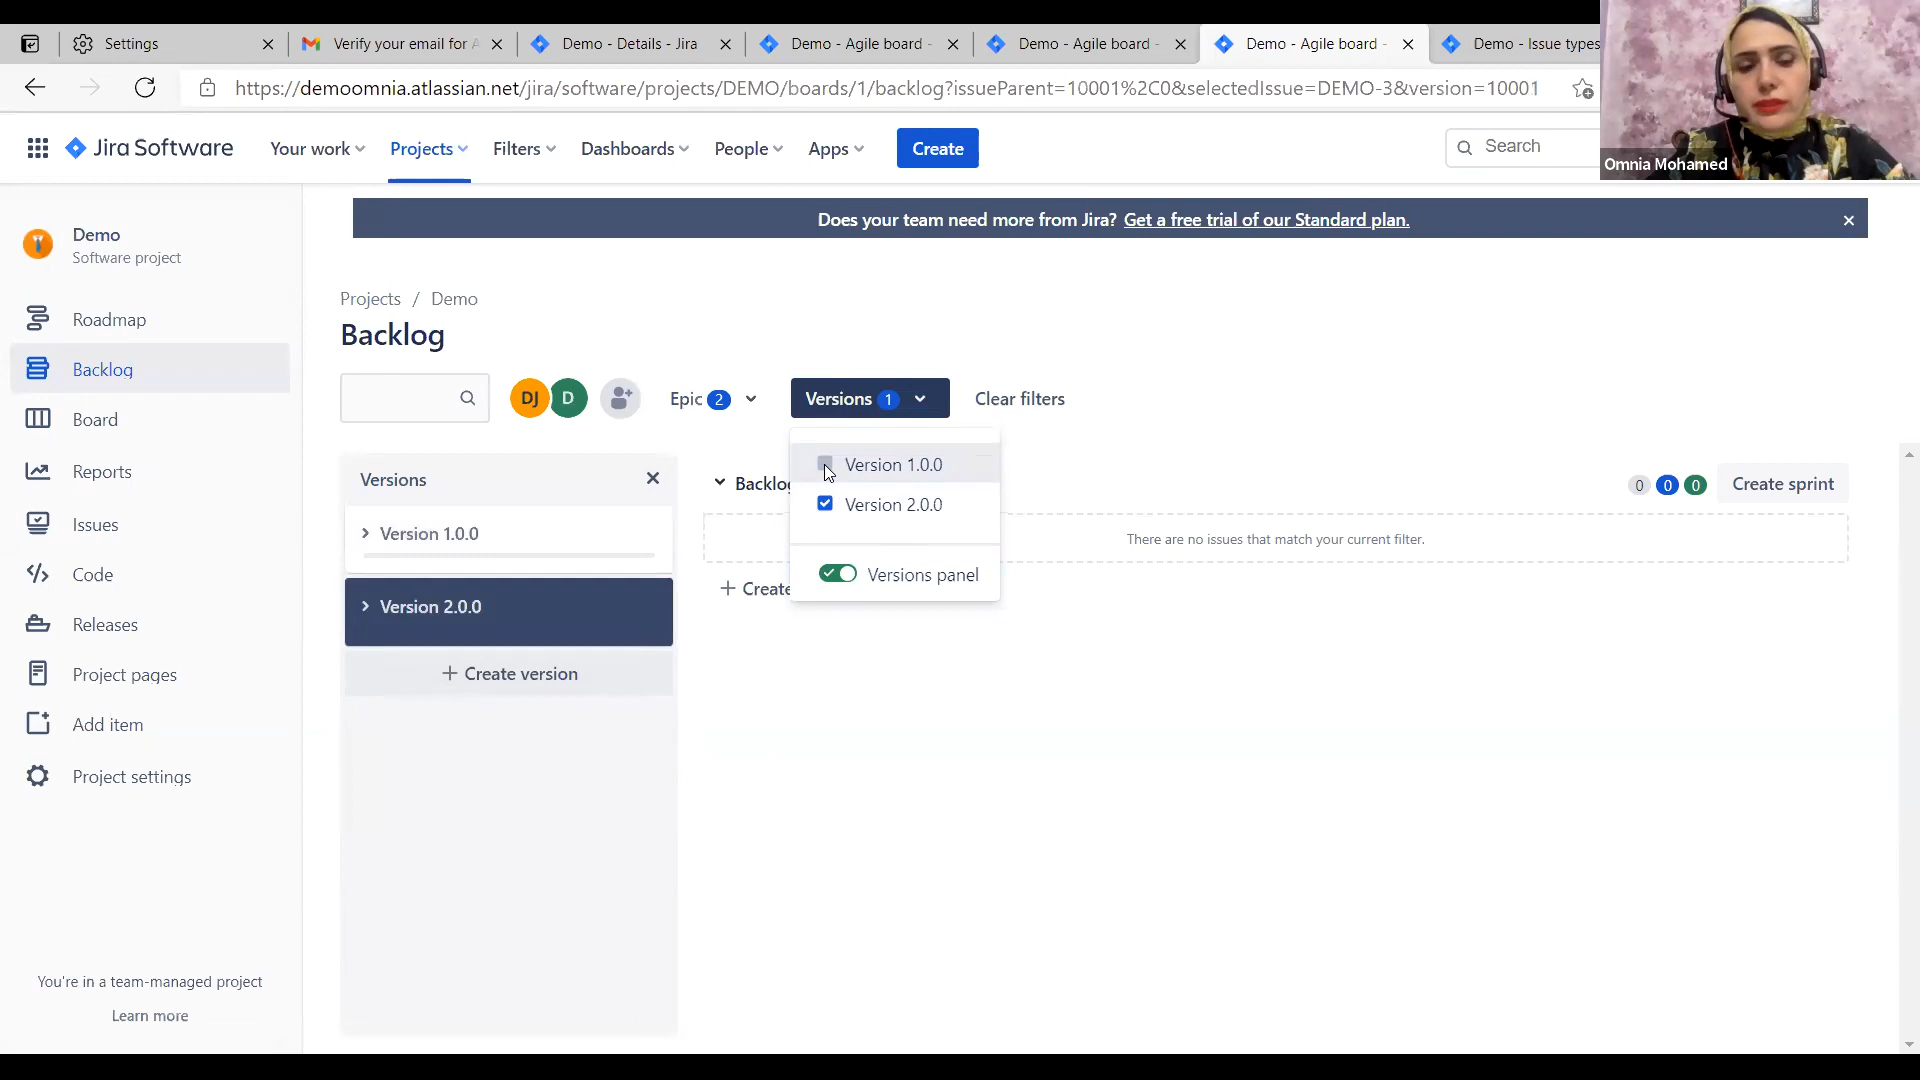 Settings
Verify your email for A
Demo - Details - Jira
Demo - Agile board -
Demo - Agile board -
Demo - Agile board -
Demo - Issue types
https://demoomnia.atlassian.net/jira/software/projects/DEMO/boards/1/backlog?issueParent=10001%2C0&selectedIssue=DEMO-3&version=10001
Omnia Mohamed
Jira Software
Your work
Projects
Filters
Dashboards
People
Apps
Create
Search
Does your team need more from Jira? Get a free trial of our Standard plan.
Demo
Software project
Roadmap
Backlog
Board
Reports
Issues
Code
Releases
Project pages
Add item
Project settings
You're in a team-managed project
Learn more
Projects / Demo
Backlog
DJ
D
Epic 2
Versions 1
Clear filters
Versions
Version 1.0.0
Version 2.0.0
+ Create version
Version 1.0.0
Version 2.0.0
Versions panel
Backlog
0 0 0
Create sprint
There are no issues that match your current filter.
+ Create